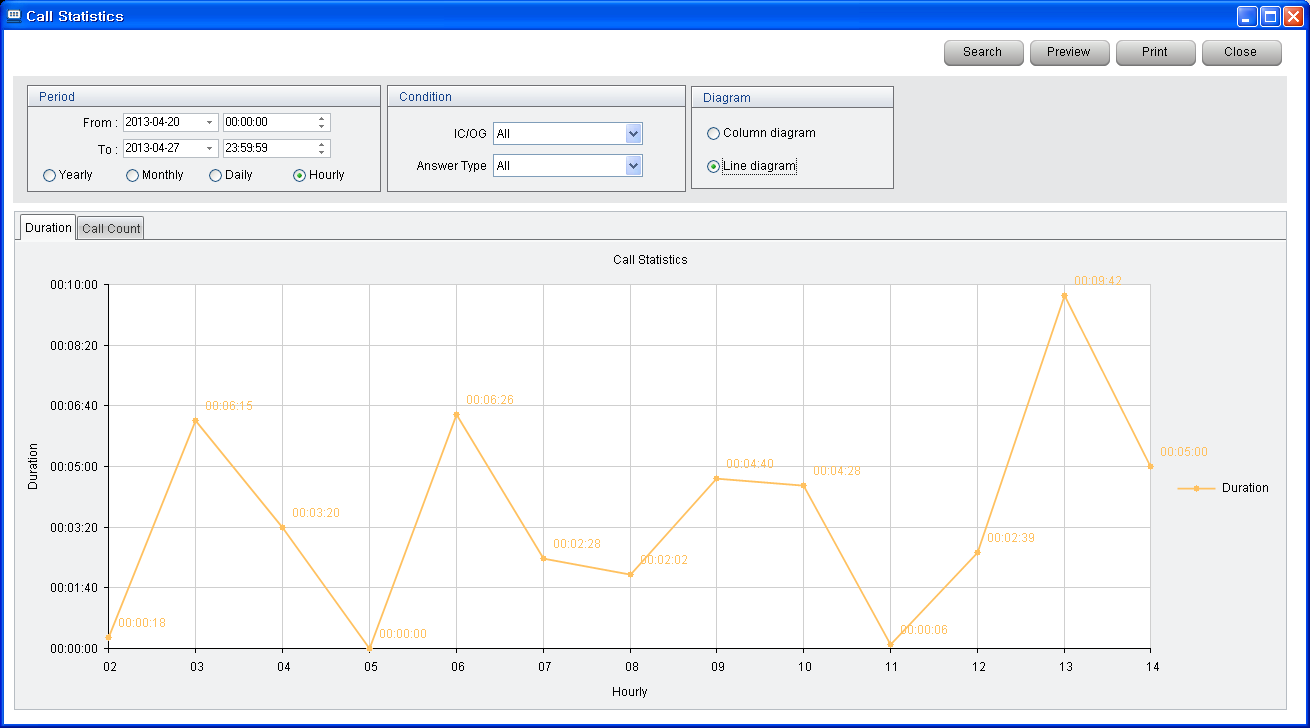 Call Statistics
Search Preview Print Close
Period
From : 2013-04-20 00:00:00
To : 2013-04-27 23:59:59
Yearly Monthly Daily Hourly
Condition
IC/OG All
Answer Type All
Diagram
Column diagram
Line diagram
Duration Call Count
Call Statistics
00:10:00
00:08:20
00:06:40
00:05:00
00:03:20
00:01:40
00:00:00
Duration
00:00:18
00:06:15
00:03:20
00:00:00
00:06:26
00:02:28
00:02:02
00:04:40
00:04:28
00:00:06
00:02:39
00:09:42
00:05:00
Duration
02 03 04 05 06 07 08 09 10 11 12 13 14
Hourly